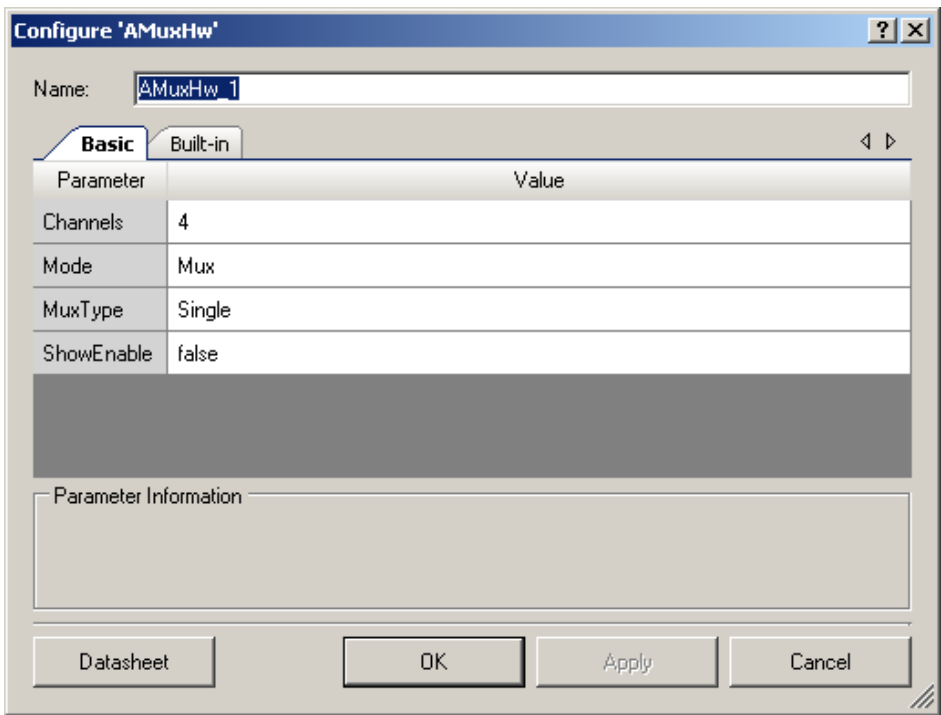 Configure 'AMuxHw'
Name: AMuxHw_1
Basic Built-in
Parameter Value
Channels 4
Mode Mux
MuxType Single
ShowEnable false
Parameter Information
Datasheet OK Apply Cancel